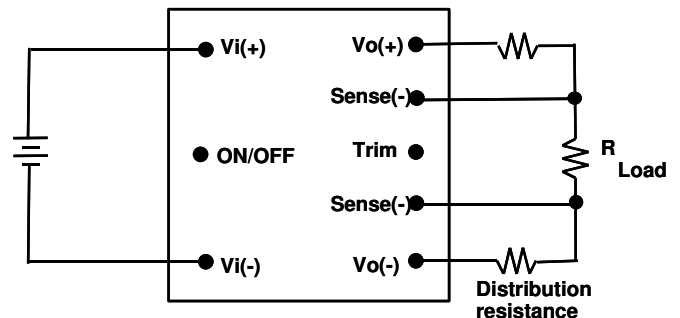 Vi(+)
Vo(+)
Sense(-)
ON/OFF
Trim
R
Load
Sense(-)
Vi(-)
Vo(-)
Distribution
resistance